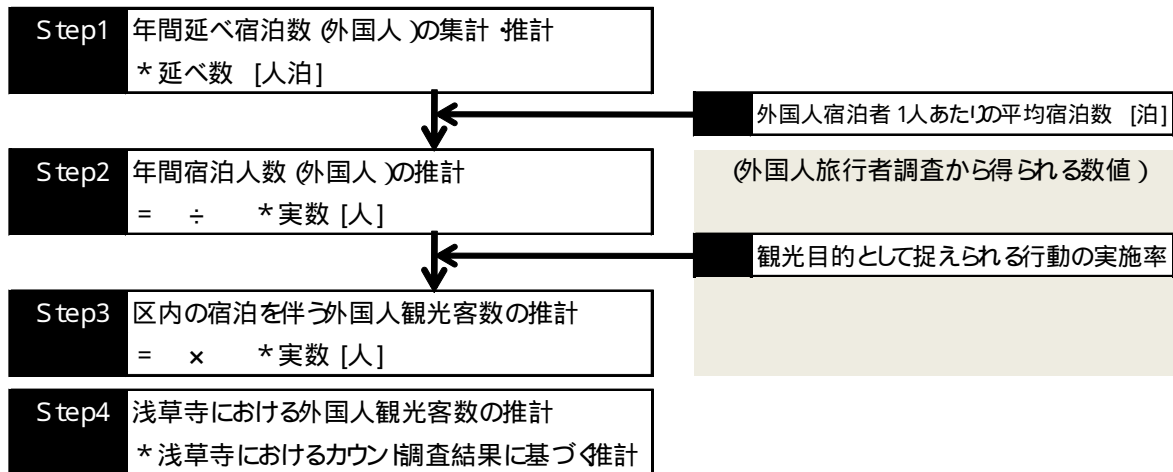 Step1 年間延べ宿泊数(外国人)の集計・推計
*延べ数 [人泊]
外国人宿泊者1人あたりの平均宿泊数 [泊]
Step2 年間宿泊人数(外国人)の推計
= ÷ *実数 [人]
(外国人旅行者調査から得られる数値)
観光目的として捉えられる行動の実施率
Step3 区内の宿泊を伴う外国人観光客数の推計
= × *実数 [人]
Step4 浅草寺における外国人観光客数の推計
*浅草寺におけるカウント調査結果に基づく推計